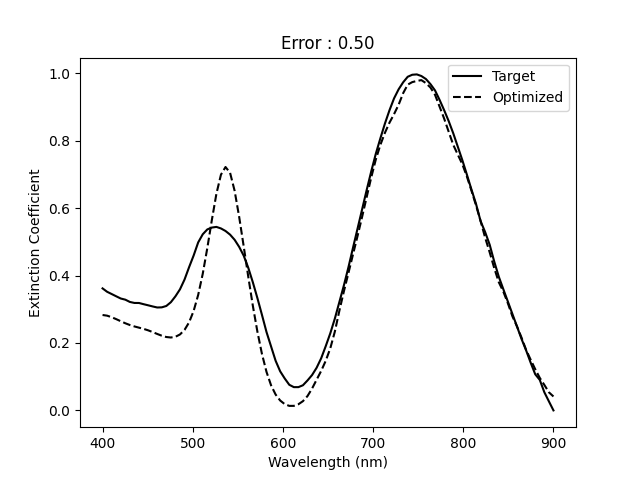 Error : 0.50
Target
Optimized
Extinction Coefficient
1.0
0.8
0.6
0.4
0.2
0.0
400 500 600 700 800 900
Wavelength (nm)